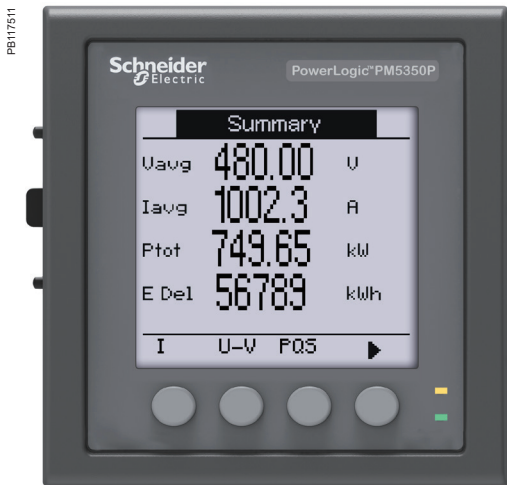 PB117511
Schneider
Electric
PowerLogic™PM5350P
Summary
Vavg 480.00 V
Iavg 1002.3 A
Ptot 749.65 kW
E Del 56789 kWh
I U-V PQS